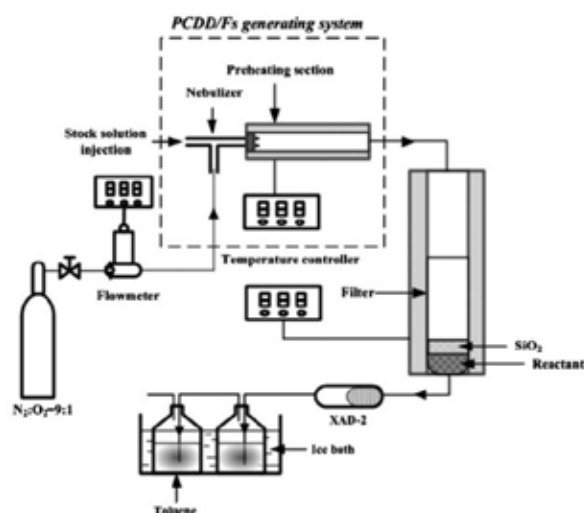 PCDD/Fs generating system
Preheating section
Nebulizer
Stock solution
injection
Temperature controller
Flowmeter
Filter
SiO₂
Reactant
N₂:O₂=9:1
XAD-2
Ice bath
Toluene